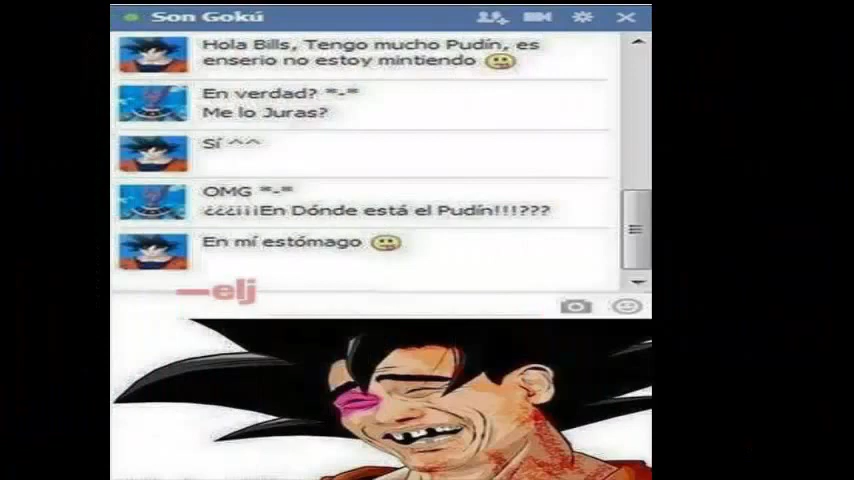 Son Gokú
Hola Bills, Tengo mucho Pudín, es
enserio no estoy mintiendo
En verdad? *-*
Me lo Juras?
Sí ^^
OMG *-*
¿¿¿¡¡¡En Dónde está el Pudín!!!???
En mí estómago
—elj